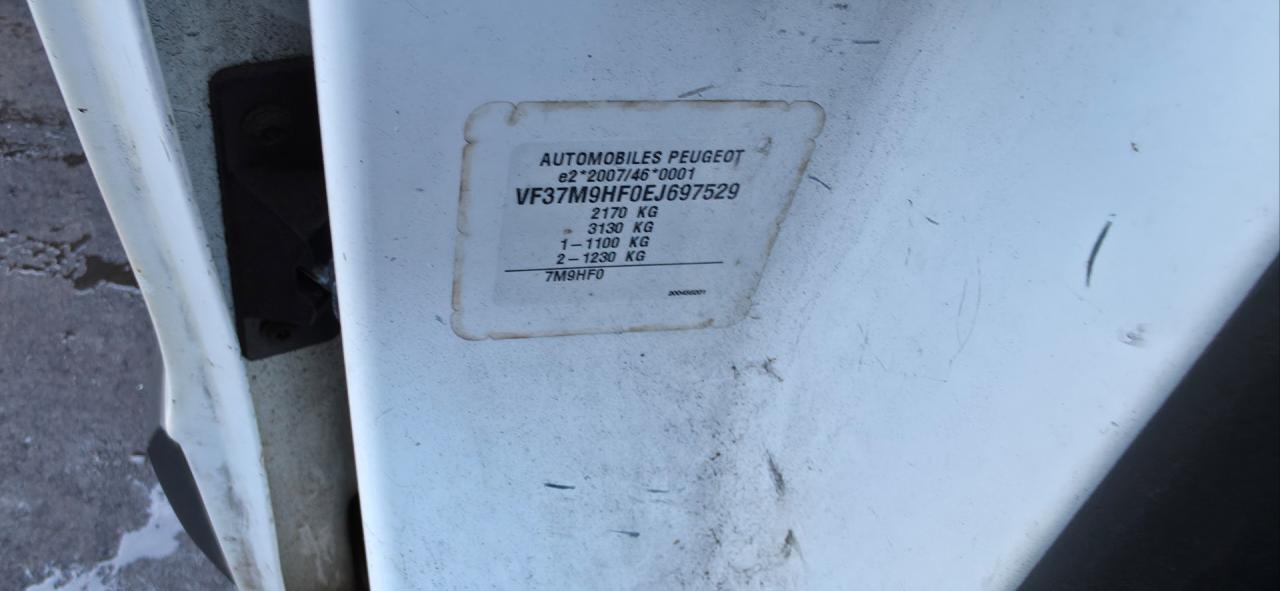 AUTOMOBILES PEUGEOT
e2*2007/46*0001
VF37M9HF0EJ697529
2170 KG
3130 KG
1-1100 KG
2-1230 KG
7M9HF0